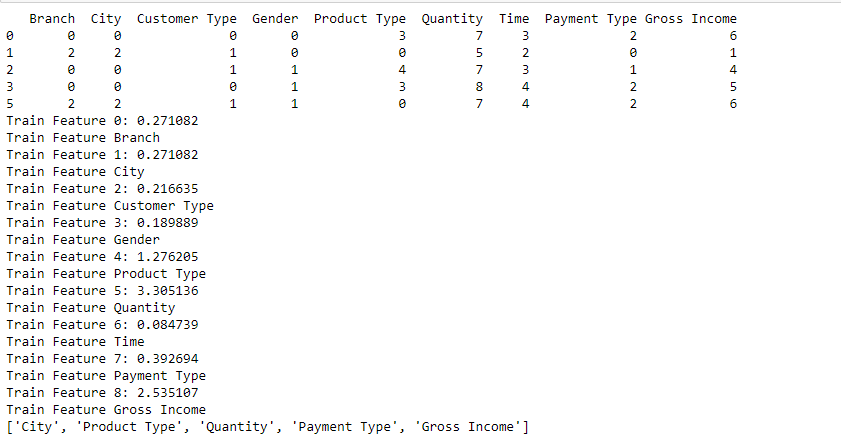 Branch City Customer Type Gender Product Type Quantity Time Payment Type Gross Income
0 0 0 0 0 3 7 3 2 6
1 2 2 1 0 0 5 2 0 1
2 0 0 1 1 4 7 3 1 4
3 0 0 0 1 3 8 4 2 5
5 2 2 1 1 0 7 4 2 6
Train Feature 0: 0.271082
Train Feature Branch
Train Feature 1: 0.271082
Train Feature City
Train Feature 2: 0.216635
Train Feature Customer Type
Train Feature 3: 0.189889
Train Feature Gender
Train Feature 4: 1.276205
Train Feature Product Type
Train Feature 5: 3.305136
Train Feature Quantity
Train Feature 6: 0.084739
Train Feature Time
Train Feature 7: 0.392694
Train Feature Payment Type
Train Feature 8: 2.535107
Train Feature Gross Income
['City', 'Product Type', 'Quantity', 'Payment Type', 'Gross Income']